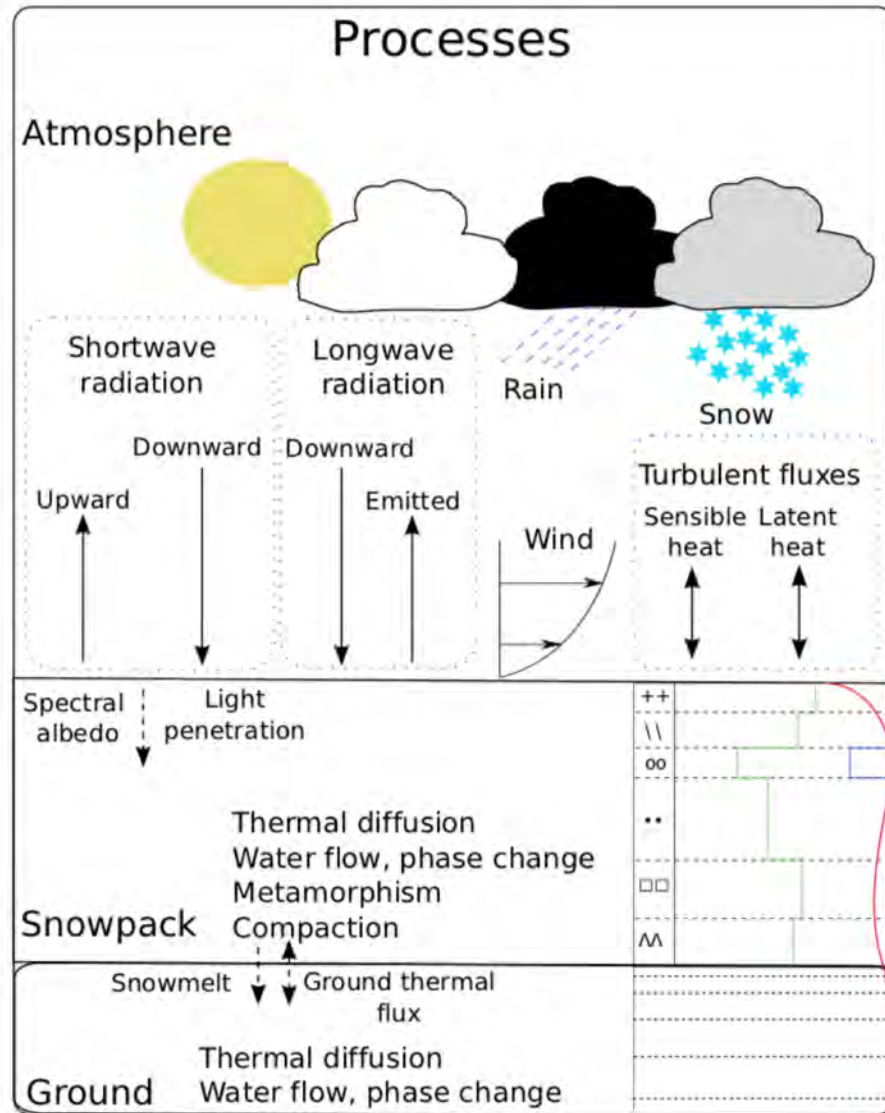 Processes
Atmosphere
Shortwave
radiation
Longwave
radiation
Rain
Snow
Downward
Upward
Downward
Emitted
Wind
Turbulent fluxes
Sensible
heat
Latent
heat
Spectral
albedo
Light
penetration
++
\\
oo
••
□□
ΛΛ
Thermal diffusion
Water flow, phase change
Metamorphism
Compaction
Snowpack
Snowmelt
Ground thermal
flux
Thermal diffusion
Water flow, phase change
Ground